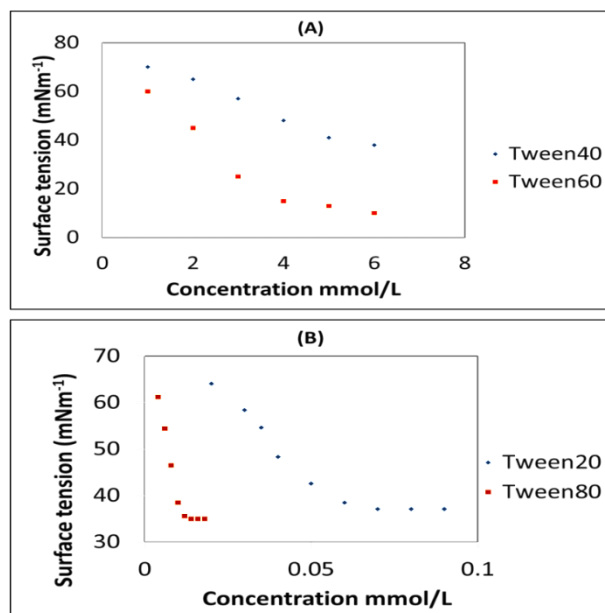 (A)
Surface tension (mNm⁻¹)
80
60
40
20
0
0 2 4 6 8
Concentration mmol/L
Tween40
Tween60
(B)
Surface tension (mNm⁻¹)
70
60
50
40
30
0 0.05 0.1
Concentration mmol/L
Tween20
Tween80